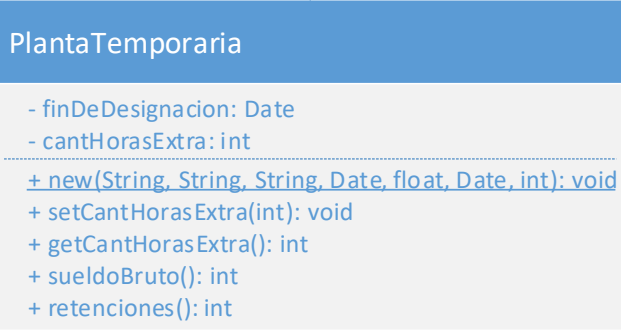 PlantaTemporaria
- finDeDesignacion: Date
- cantHorasExtra: int
+ new(String, String, String, Date, float, Date, int): void
+ setCantHorasExtra(int): void
+ getCantHorasExtra(): int
+ sueldoBruto(): int
+ retenciones(): int